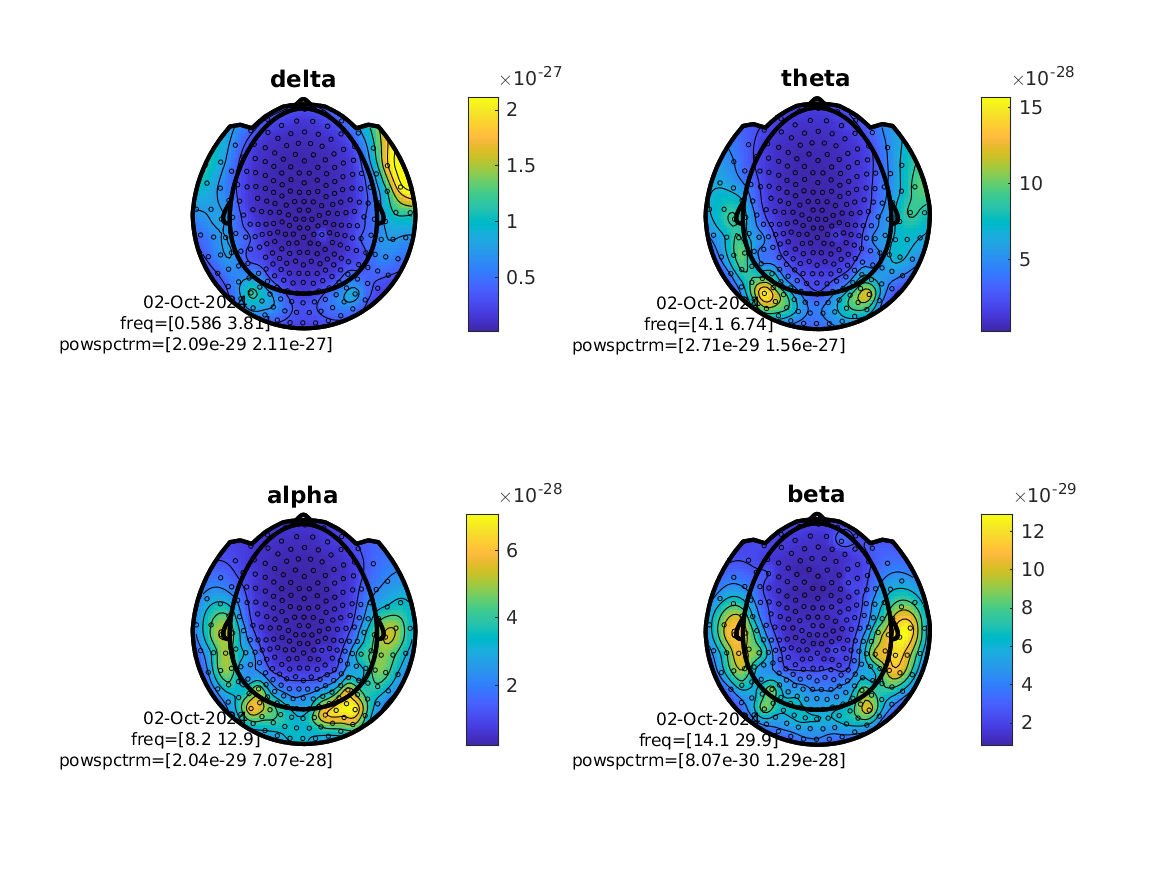 delta
×10-27
2
1.5
1
0.5
02-Oct-2024
freq=[0.586 3.81]
powspctrm=[2.09e-29 2.11e-27]
theta
×10-28
15
10
5
02-Oct-2024
freq=[4.1 6.74]
powspctrm=[2.71e-29 1.56e-27]
alpha
×10-28
6
4
2
02-Oct-2024
freq=[8.2 12.9]
powspctrm=[2.04e-29 7.07e-28]
beta
×10-29
12
10
8
6
4
2
02-Oct-2024
freq=[14.1 29.9]
powspctrm=[8.07e-30 1.29e-28]